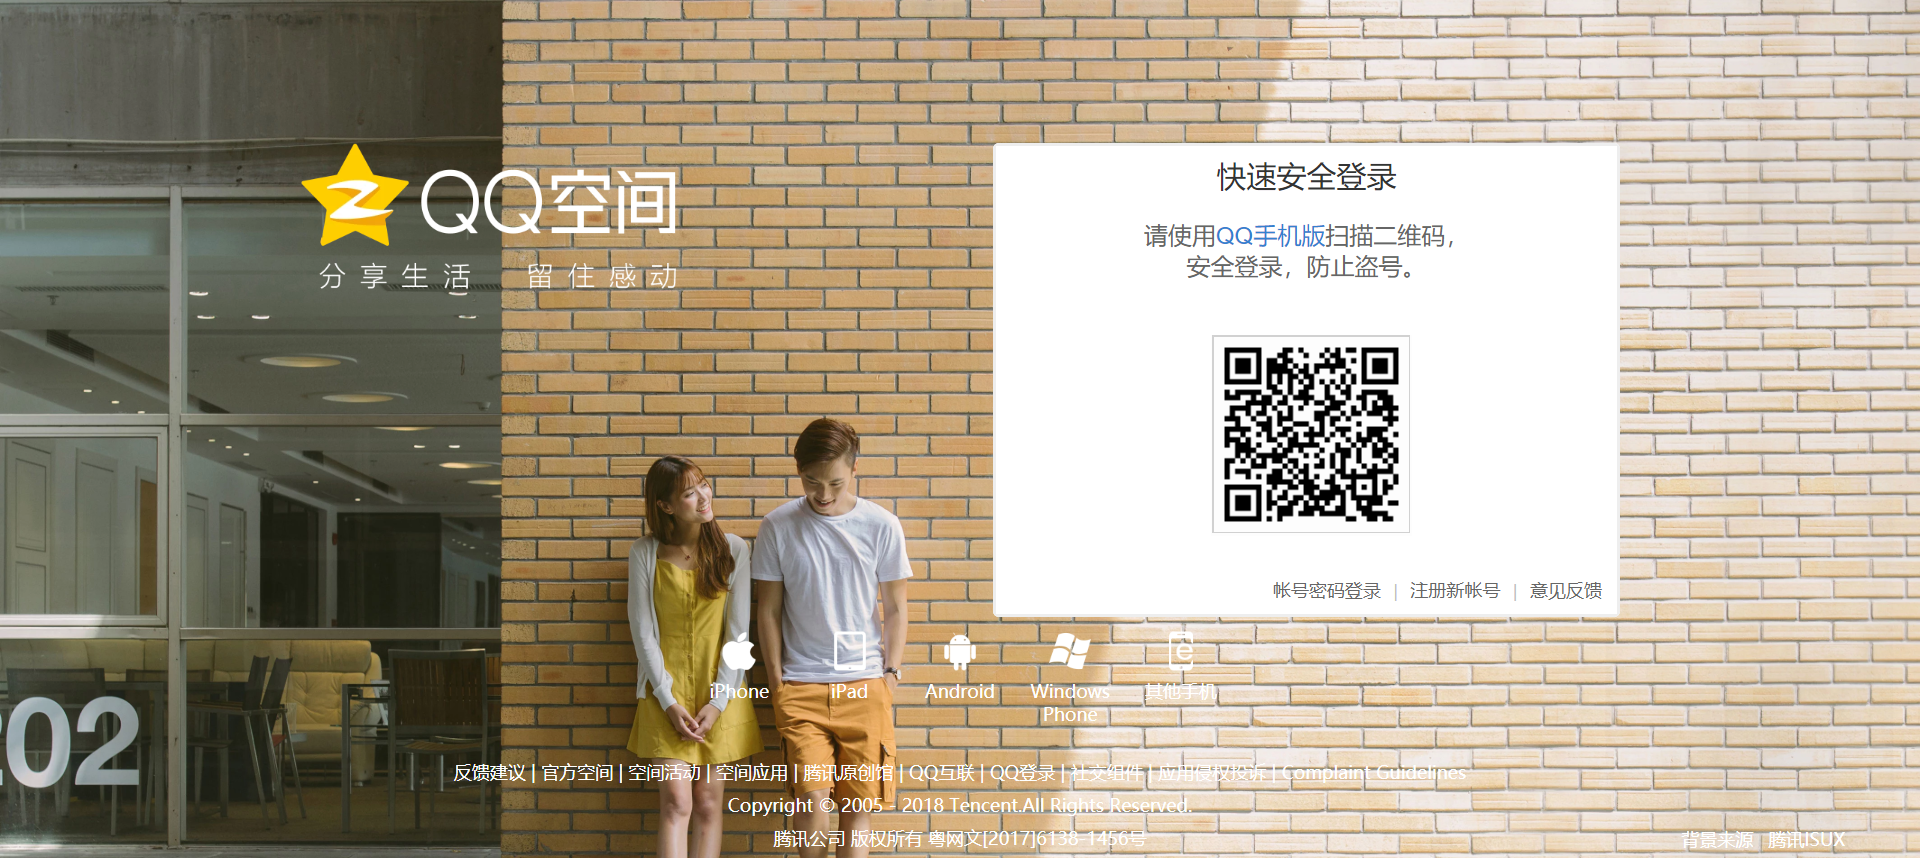 QQ空间
分享生活 留住感动
快速安全登录
请使用QQ手机版扫描二维码，
安全登录，防止盗号。
帐号密码登录 | 注册新帐号 | 意见反馈
iPhone
iPad
Android
Windows Phone
其他手机
202
反馈建议 | 官方空间 | 空间活动 | 空间应用 | 腾讯原创馆 | QQ互联 | QQ登录 | 社交组件 | 应用侵权投诉 | Complaint Guidelines
Copyright © 2005 - 2018 Tencent.All Rights Reserved.
腾讯公司 版权所有 粤网文[2017]6138-1456号
背景来源 腾讯ISUX